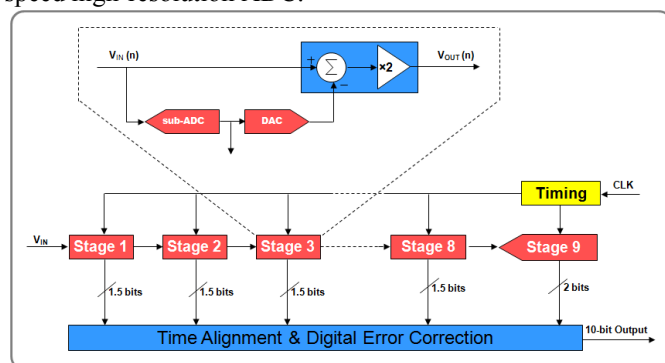 speed high-resolution ADC.
V_IN (n)
+
Σ
×2
V_OUT (n)
−
sub-ADC
DAC
Timing
CLK
V_IN
Stage 1
Stage 2
Stage 3
Stage 8
Stage 9
1.5 bits
1.5 bits
1.5 bits
1.5 bits
2 bits
Time Alignment & Digital Error Correction
10-bit Output